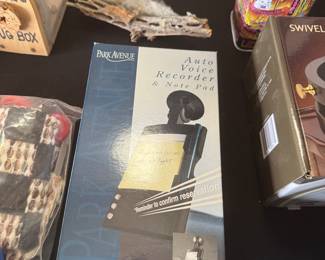 UG BOX
PARK AVENUE
Auto
Voice
Recorder
& Note Pad
"Reminder to confirm reservation
SWIVEL